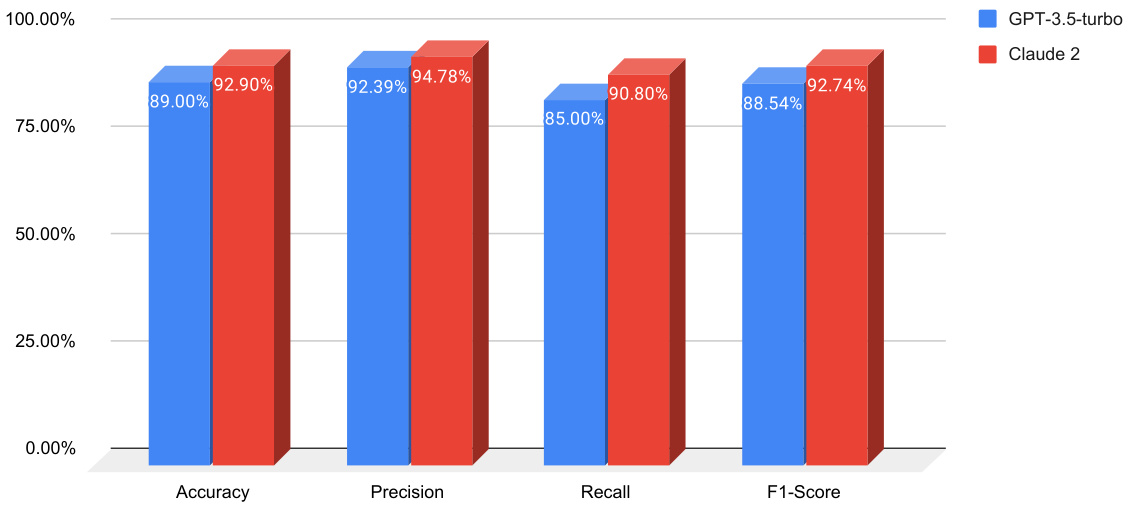 100.00%
75.00%
50.00%
25.00%
0.00%
89.00%
92.90%
92.39%
94.78%
85.00%
90.80%
88.54%
92.74%
Accuracy
Precision
Recall
F1-Score
GPT-3.5-turbo
Claude 2